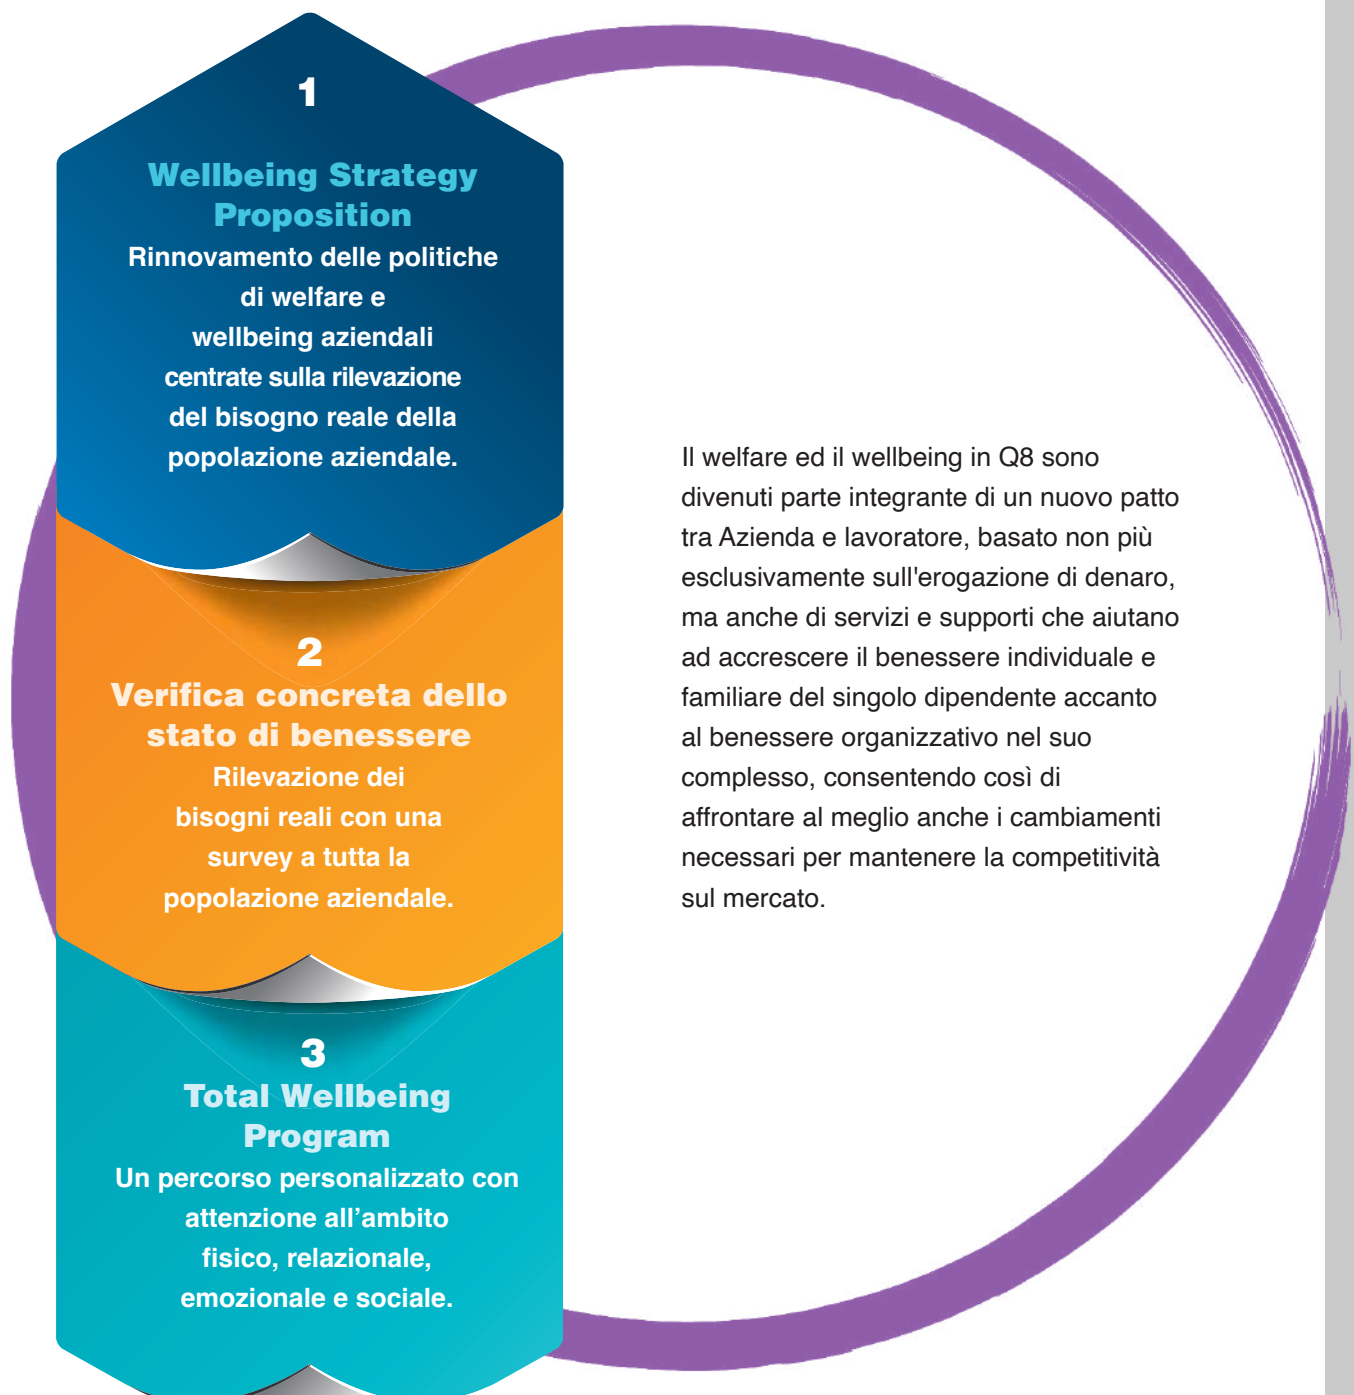 1
Wellbeing Strategy
Proposition
Rinnovamento delle politiche
di welfare e
wellbeing aziendali
centrate sulla rilevazione
del bisogno reale della
popolazione aziendale.
2
Verifica concreta dello
stato di benessere
Rilevazione dei
bisogni reali con una
survey a tutta la
popolazione aziendale.
3
Total Wellbeing
Program
Un percorso personalizzato con
attenzione all’ambito
fisico, relazionale,
emozionale e sociale.
Il welfare ed il wellbeing in Q8 sono
divenuti parte integrante di un nuovo patto
tra Azienda e lavoratore, basato non più
esclusivamente sull'erogazione di denaro,
ma anche di servizi e supporti che aiutano
ad accrescere il benessere individuale e
familiare del singolo dipendente accanto
al benessere organizzativo nel suo
complesso, consentendo così di
affrontare al meglio anche i cambiamenti
necessari per mantenere la competitività
sul mercato.